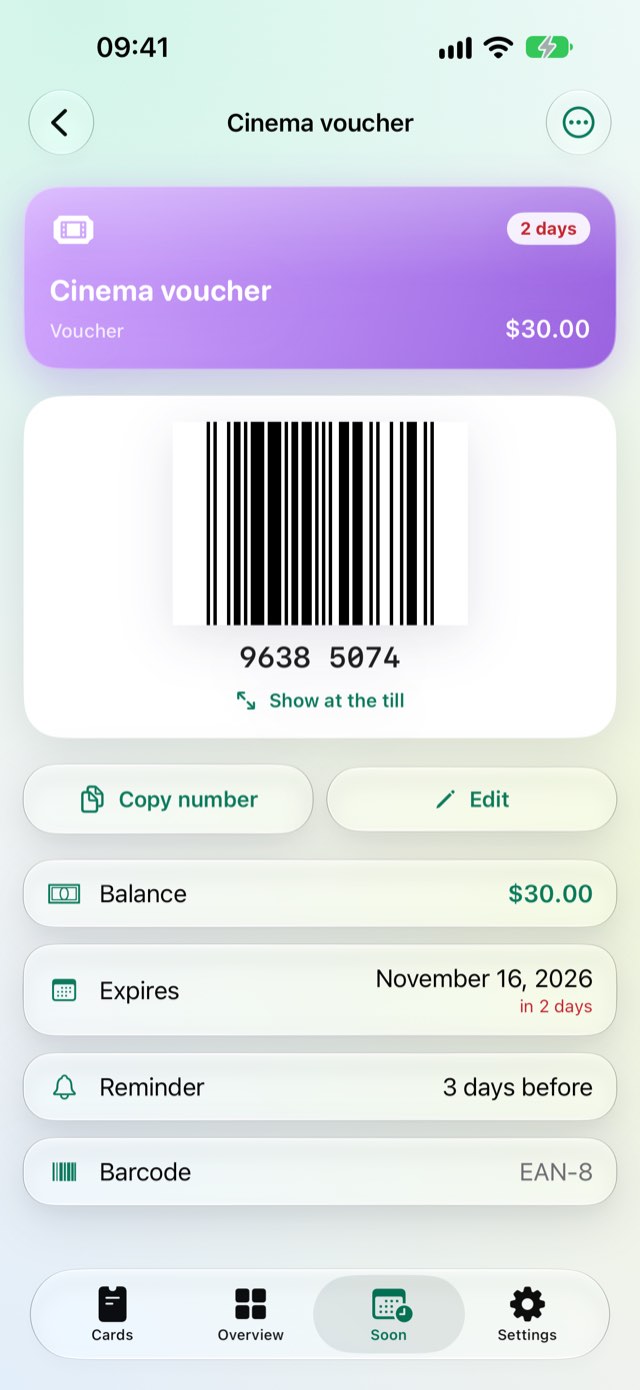 09:41
Cinema voucher
2 days
Cinema voucher
Voucher
$30.00
9638 5074
Show at the till
Copy number
Edit
Balance
$30.00
Expires
November 16, 2026
in 2 days
Reminder
3 days before
Barcode
EAN-8
Cards
Overview
Soon
Settings